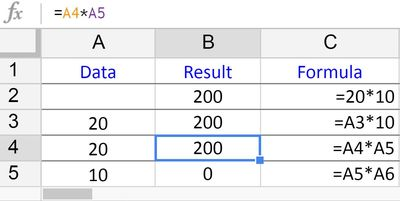 fx =A4*A5
A B C
1 Data Result Formula
2 200 =20*10
3 20 200 =A3*10
4 20 200 =A4*A5
5 10 0 =A5*A6